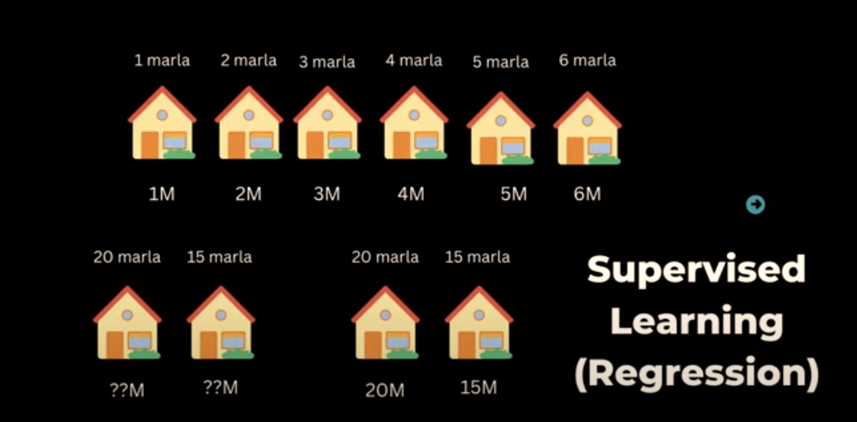 1 marla 2 marla 3 marla 4 marla 5 marla 6 marla
1M 2M 3M 4M 5M 6M
20 marla 15 marla 20 marla 15 marla
??M ??M 20M 15M
Supervised
Learning
(Regression)